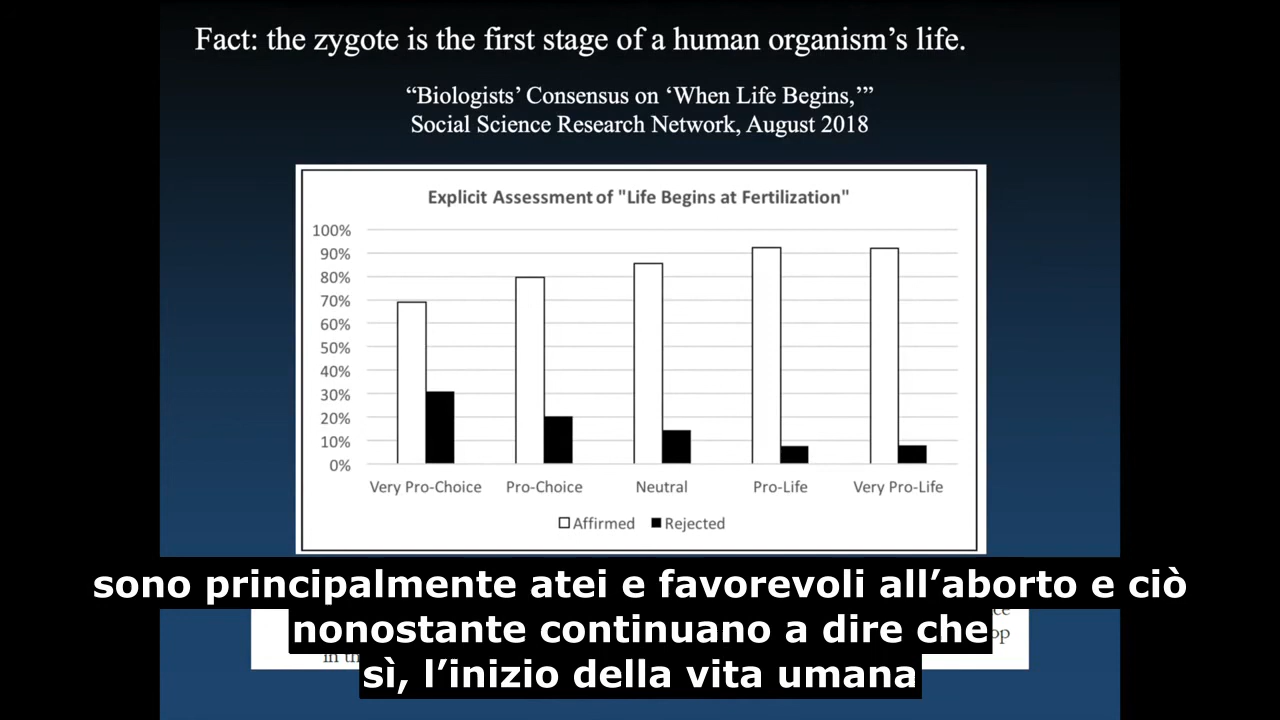 Fact: the zygote is the first stage of a human organism’s life.
“Biologists’ Consensus on ‘When Life Begins,’”
Social Science Research Network, August 2018
Explicit Assessment of "Life Begins at Fertilization"
100%
90%
80%
70%
60%
50%
40%
30%
20%
10%
0%
Very Pro-Choice Pro-Choice Neutral Pro-Life Very Pro-Life
Affirmed Rejected
sono principalmente atei e favorevoli all’aborto e ciò
nonostante continuano a dire che
sì, l’inizio della vita umana
in